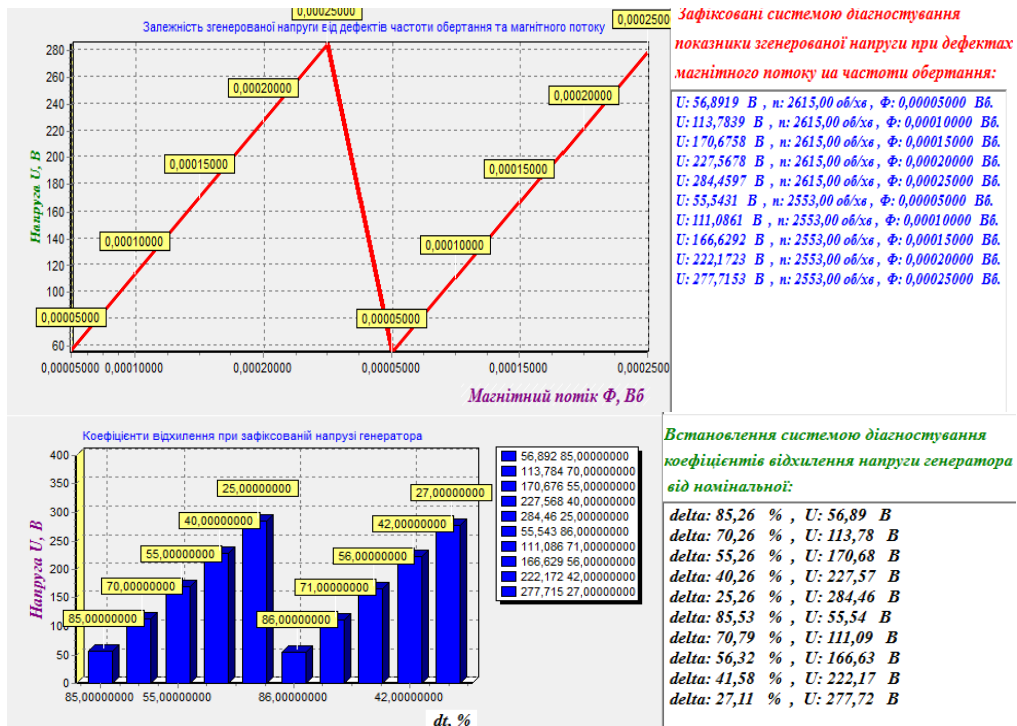 0,00025000
0,00025000
Залежність згенерованої напруги від дефектів частоти обертання та магнітного потоку
280
260
240
220
200
180
160
140
120
100
80
60
Напруга U, В
0,00005000
0,00010000
0,00015000
0,00020000
0,00005000
0,00010000
0,00015000
0,00020000
0,00005000 0,00010000 0,00020000 0,00005000 0,00015000 0,0002500
Магнітний потік Ф, Вб
Зафіксовані системою діагностування
показники згенерованої напруги при дефектах
магнітного потоку иа частоти обертання:
U: 56,8919 В , n: 2615,00 об/хв , Ф: 0,00005000 Вб.
U: 113,7839 В , n: 2615,00 об/хв , Ф: 0,00010000 Вб.
U: 170,6758 В , n: 2615,00 об/хв , Ф: 0,00015000 Вб.
U: 227,5678 В , n: 2615,00 об/хв , Ф: 0,00020000 Вб.
U: 284,4597 В , n: 2615,00 об/хв , Ф: 0,00025000 Вб.
U: 55,5431 В , n: 2553,00 об/хв , Ф: 0,00005000 Вб.
U: 111,0861 В , n: 2553,00 об/хв , Ф: 0,00010000 Вб.
U: 166,6292 В , n: 2553,00 об/хв , Ф: 0,00015000 Вб.
U: 222,1723 В , n: 2553,00 об/хв , Ф: 0,00020000 Вб.
U: 277,7153 В , n: 2553,00 об/хв , Ф: 0,00025000 Вб.
Коефіцієнти відхилення при зафіксованій напрузі генератора
400
350
300
250
200
150
100
50
0
Напруга U, В
85,00000000
70,00000000
55,00000000
40,00000000
25,00000000
86,00000000
71,00000000
56,00000000
42,00000000
27,00000000
85,00000000 55,00000000 86,00000000 42,00000000
dt, %
56,892 85,00000000
113,784 70,00000000
170,676 55,00000000
227,568 40,00000000
284,46 25,00000000
55,543 86,00000000
111,086 71,00000000
166,629 56,00000000
222,172 42,00000000
277,715 27,00000000
Встановлення системою діагностування
коефіцієнтів відхилення напруги генератора
від номінальної:
delta: 85,26 % , U: 56,89 В
delta: 70,26 % , U: 113,78 В
delta: 55,26 % , U: 170,68 В
delta: 40,26 % , U: 227,57 В
delta: 25,26 % , U: 284,46 В
delta: 85,53 % , U: 55,54 В
delta: 70,79 % , U: 111,09 В
delta: 56,32 % , U: 166,63 В
delta: 41,58 % , U: 222,17 В
delta: 27,11 % , U: 277,72 В